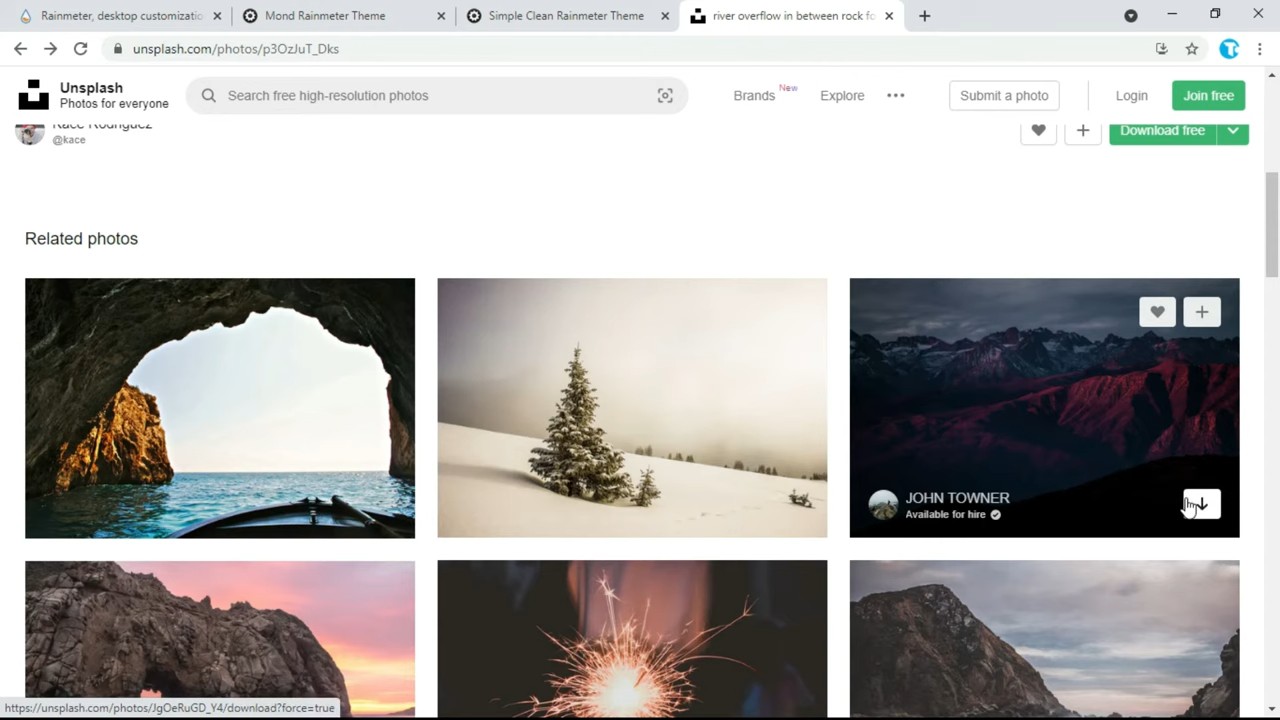 Rainmeter, desktop customizatio
Mond Rainmeter Theme
Simple Clean Rainmeter Theme
river overflow in between rock fo
unsplash.com/photos/p3OzJuT_Dks
Unsplash
Photos for everyone
Search free high-resolution photos
Brands New
Explore
Submit a photo
Login
Join free
Kace Rodriguez
@kace
Download free
Related photos
JOHN TOWNER
Available for hire
https://unsplash.com/photos/JgOeRuGD_Y4/download?force=true